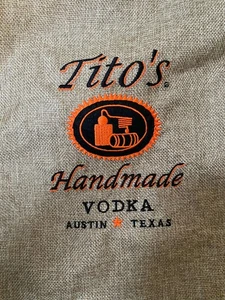 Tito's®
Handmade
VODKA
AUSTIN ★ TEXAS